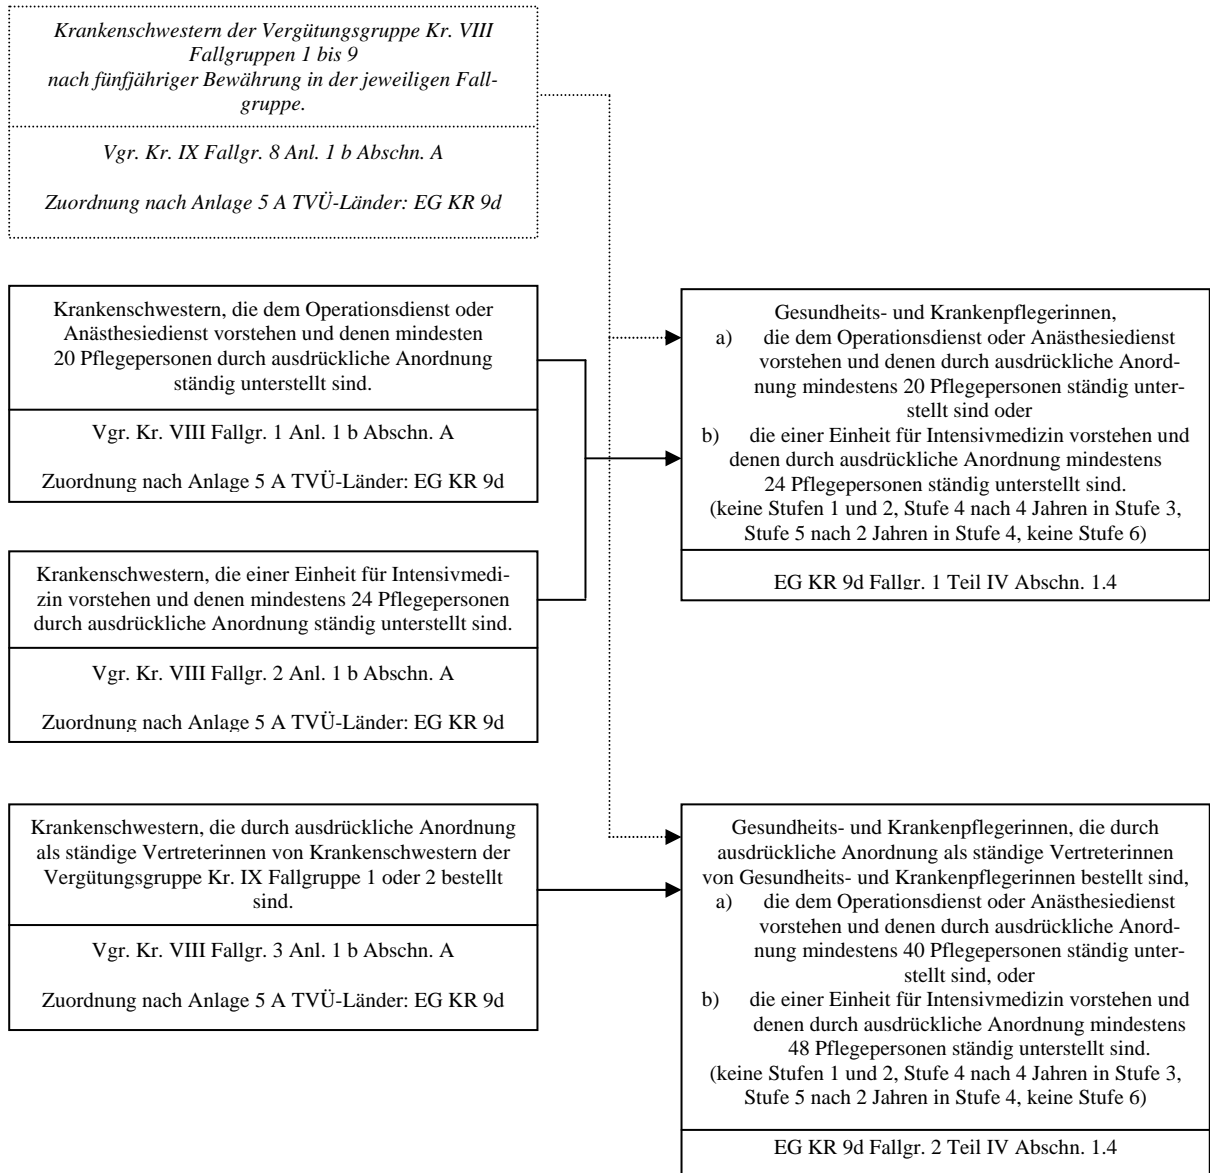 Krankenschwestern der Vergütungsgruppe Kr. VIII
Fallgruppen 1 bis 9
nach fünfjähriger Bewährung in der jeweiligen Fall-
gruppe.
Vgr. Kr. IX Fallgr. 8 Anl. 1 b Abschn. A
Zuordnung nach Anlage 5 A TVÜ-Länder: EG KR 9d
Krankenschwestern, die dem Operationsdienst oder
Anästhesiedienst vorstehen und denen mindesten
20 Pflegepersonen durch ausdrückliche Anordnung
ständig unterstellt sind.
Vgr. Kr. VIII Fallgr. 1 Anl. 1 b Abschn. A
Zuordnung nach Anlage 5 A TVÜ-Länder: EG KR 9d
Krankenschwestern, die einer Einheit für Intensivmedi-
zin vorstehen und denen mindestens 24 Pflegepersonen
durch ausdrückliche Anordnung ständig unterstellt sind.
Vgr. Kr. VIII Fallgr. 2 Anl. 1 b Abschn. A
Zuordnung nach Anlage 5 A TVÜ-Länder: EG KR 9d
Krankenschwestern, die durch ausdrückliche Anordnung
als ständige Vertreterinnen von Krankenschwestern der
Vergütungsgruppe Kr. IX Fallgruppe 1 oder 2 bestellt
sind.
Vgr. Kr. VIII Fallgr. 3 Anl. 1 b Abschn. A
Zuordnung nach Anlage 5 A TVÜ-Länder: EG KR 9d
Gesundheits- und Krankenpflegerinnen,
a) die dem Operationsdienst oder Anästhesiedienst
vorstehen und denen durch ausdrückliche Anord-
nung mindestens 20 Pflegepersonen ständig unter-
stellt sind oder
b) die einer Einheit für Intensivmedizin vorstehen und
denen durch ausdrückliche Anordnung mindestens
24 Pflegepersonen ständig unterstellt sind.
(keine Stufen 1 und 2, Stufe 4 nach 4 Jahren in Stufe 3,
Stufe 5 nach 2 Jahren in Stufe 4, keine Stufe 6)
EG KR 9d Fallgr. 1 Teil IV Abschn. 1.4
Gesundheits- und Krankenpflegerinnen, die durch
ausdrückliche Anordnung als ständige Vertreterinnen
von Gesundheits- und Krankenpflegerinnen bestellt sind,
a) die dem Operationsdienst oder Anästhesiedienst
vorstehen und denen durch ausdrückliche Anord-
nung mindestens 40 Pflegepersonen ständig unter-
stellt sind, oder
b) die einer Einheit für Intensivmedizin vorstehen und
denen durch ausdrückliche Anordnung mindestens
48 Pflegepersonen ständig unterstellt sind.
(keine Stufen 1 und 2, Stufe 4 nach 4 Jahren in Stufe 3,
Stufe 5 nach 2 Jahren in Stufe 4, keine Stufe 6)
EG KR 9d Fallgr. 2 Teil IV Abschn. 1.4